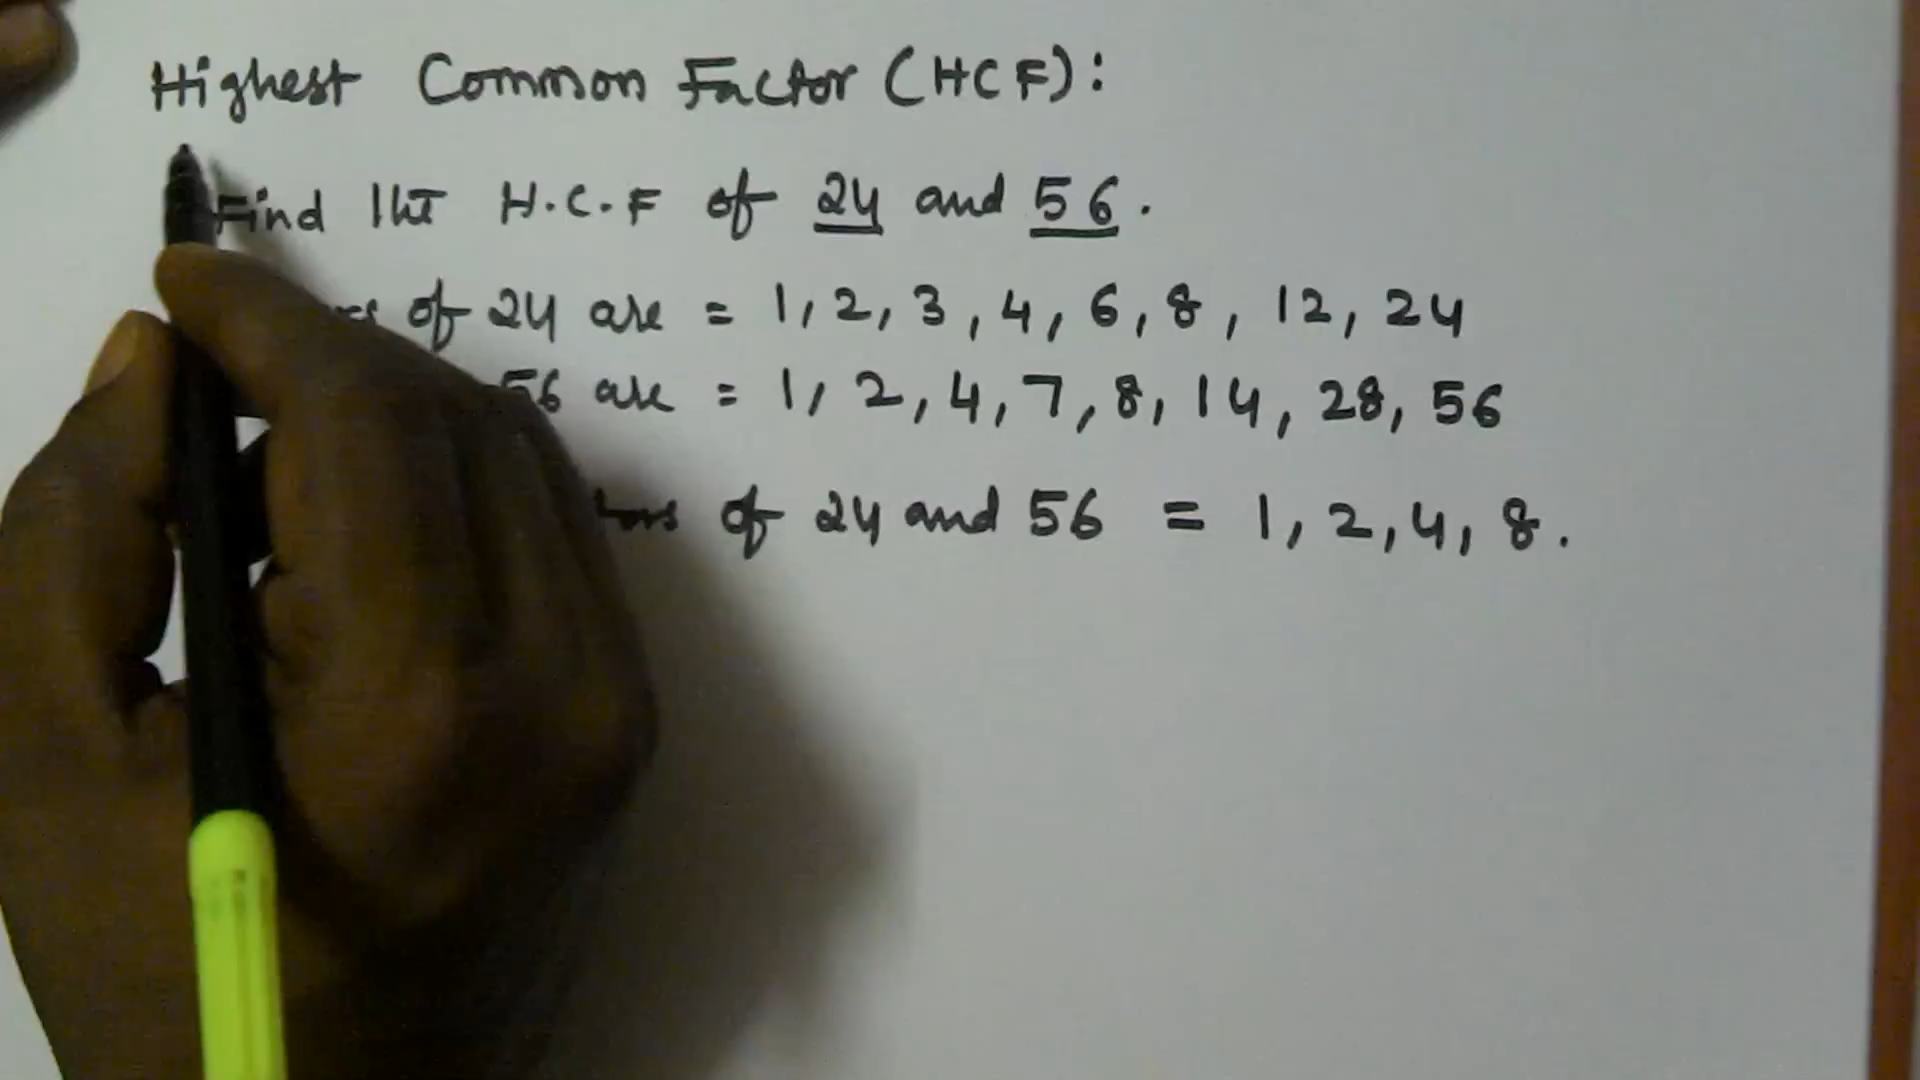 Highest Common Factor (HCF):
Find the H.C.F of 24 and 56.
of 24 are = 1, 2, 3, 4, 6, 8, 12, 24
56 are = 1, 2, 4, 7, 8, 14, 28, 56
of 24 and 56 = 1, 2, 4, 8.